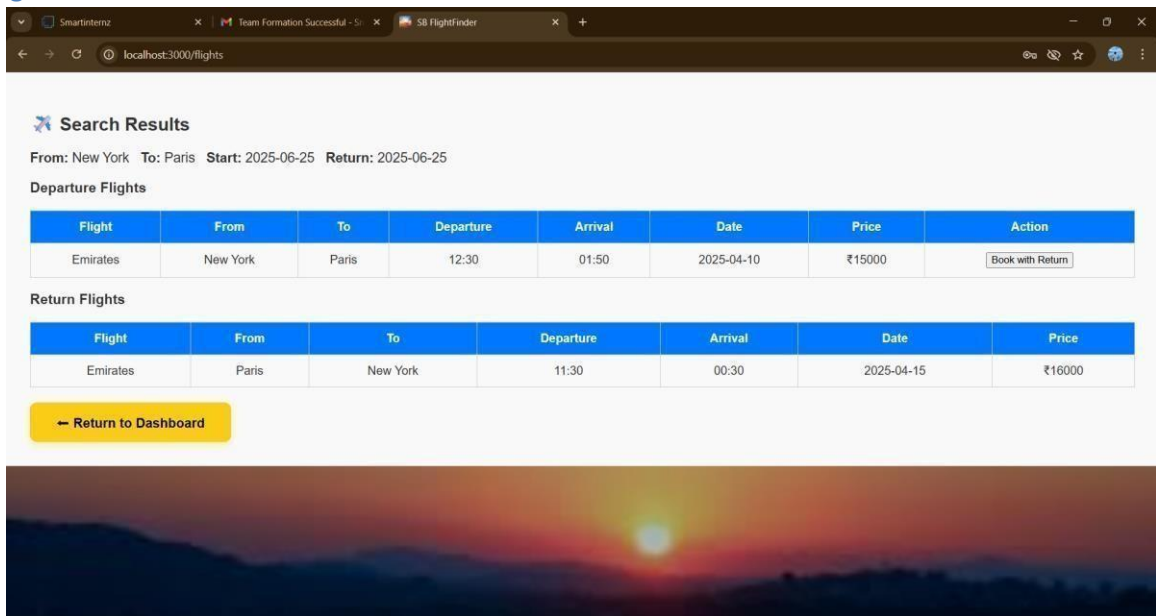 Smartinternz
Team Formation Successful - S
SB FlightFinder
localhost:3000/flights
Search Results
From: New York To: Paris Start: 2025-06-25 Return: 2025-06-25
Departure Flights
Flight From To Departure Arrival Date Price Action
Emirates New York Paris 12:30 01:50 2025-04-10 ₹15000 Book with Return
Return Flights
Flight From To Departure Arrival Date Price
Emirates Paris New York 11:30 00:30 2025-04-15 ₹16000
← Return to Dashboard